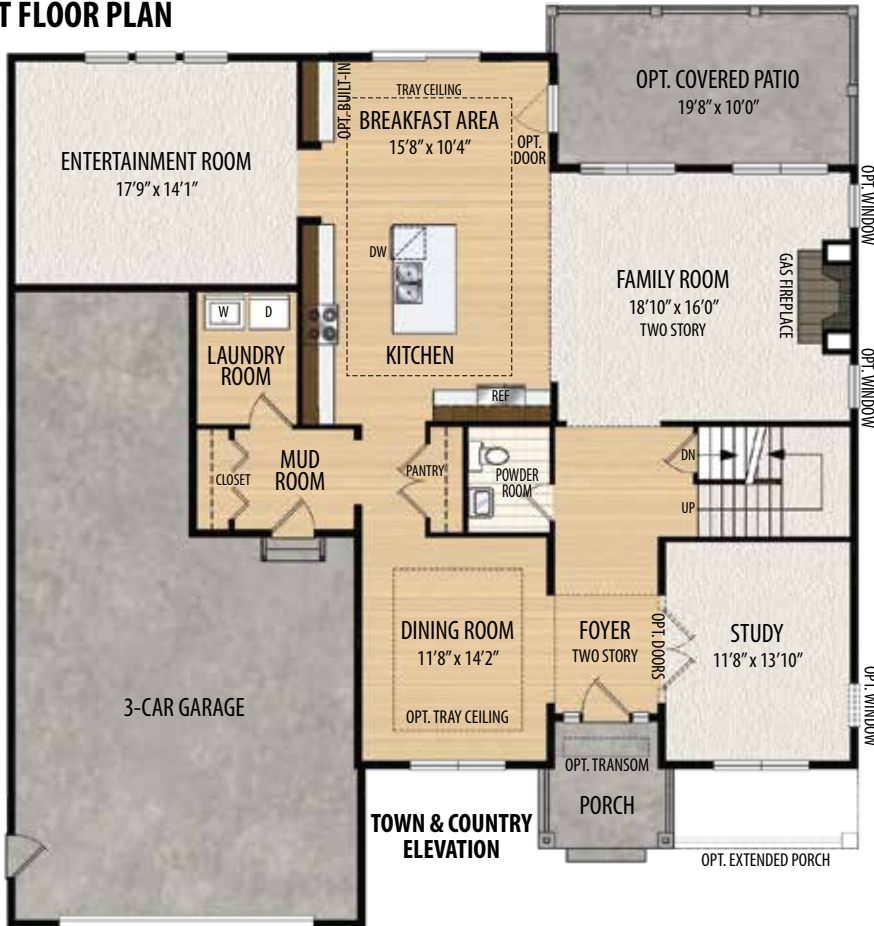 T FLOOR PLAN
OPT. COVERED PATIO
19'8" x 10'0"
OPT. BUILT-IN
TRAY CEILING
BREAKFAST AREA
15'8" x 10'4"
OPT.
DOOR
ENTERTAINMENT ROOM
17'9" x 14'1"
OPT. WINDOW
DW
FAMILY ROOM
18'10" x 16'0"
TWO STORY
GAS FIREPLACE
W
D
LAUNDRY
ROOM
KITCHEN
OPT. WINDOW
REF
CLOSET
MUD
ROOM
PANTRY
POWDER
ROOM
DN
UP
DINING ROOM
11'8" x 14'2"
OPT. TRAY CEILING
FOYER
TWO STORY
OPT. DOORS
STUDY
11'8" x 13'10"
OPT. WINDOW
3-CAR GARAGE
OPT. TRANSOM
PORCH
TOWN & COUNTRY
ELEVATION
OPT. EXTENDED PORCH